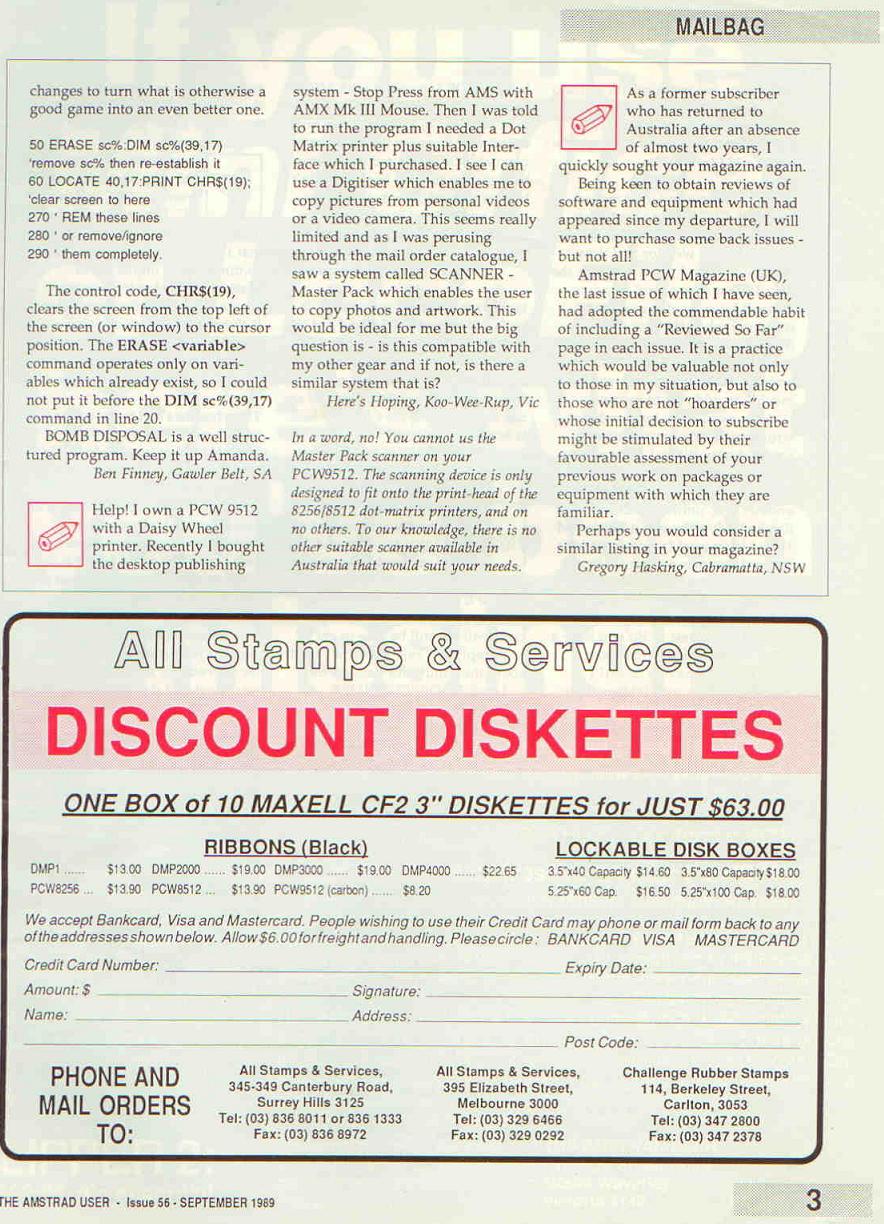 MAILBAG
changes to turn what is otherwise a
good game into an even better one.
50 ERASE sc%:DIM sc%(39,17)
'remove sc% then re-establish it
60 LOCATE 40,17:PRINT CHR$(19);
'clear screen to here
270 ' REM these lines
280 ' or remove/ignore
290 ' them completely.
The control code, CHR$(19),
clears the screen from the top left of
the screen (or window) to the cursor
position. The ERASE <variable>
command operates only on vari-
ables which already exist, so I could
not put it before the DIM sc%(39,17)
command in line 20.
BOMB DISPOSAL is a well struc-
tured program. Keep it up Amanda.
Ben Finney, Gawler Belt, SA
Help! I own a PCW 9512
with a Daisy Wheel
printer. Recently I bought
the desktop publishing
system - Stop Press from AMS with
AMX Mk III Mouse. Then I was told
to run the program I needed a Dot
Matrix printer plus suitable Inter-
face which I purchased. I see I can
use a Digitiser which enables me to
copy pictures from personal videos
or a video camera. This seems really
limited and as I was perusing
through the mail order catalogue, I
saw a system called SCANNER -
Master Pack which enables the user
to copy photos and artwork. This
would be ideal for me but the big
question is - is this compatible with
my other gear and if not, is there a
similar system that is?
Here's Hoping, Koo-Wee-Rup, Vic
In a word, no! You cannot us the
Master Pack scanner on your
PCW9512. The scanning device is only
designed to fit onto the print-head of the
8256/8512 dot-matrix printers, and on
no others. To our knowledge, there is no
other suitable scanner available in
Australia that would suit your needs.
As a former subscriber
who has returned to
Australia after an absence
of almost two years, I
quickly sought your magazine again.
Being keen to obtain reviews of
software and equipment which had
appeared since my departure, I will
want to purchase some back issues -
but not all!
Amstrad PCW Magazine (UK),
the last issue of which I have seen,
had adopted the commendable habit
of including a "Reviewed So Far"
page in each issue. It is a practice
which would be valuable not only
to those in my situation, but also to
those who are not "hoarders" or
whose initial decision to subscribe
might be stimulated by their
favourable assessment of your
previous work on packages or
equipment with which they are
familiar.
Perhaps you would consider a
similar listing in your magazine?
Gregory Hasking, Cabramatta, NSW
All Stamps & Services
DISCOUNT DISKETTES
ONE BOX of 10 MAXELL CF2 3" DISKETTES for JUST $63.00
RIBBONS (Black)
DMP1 ...... $13.00 DMP2000 ...... $19.00 DMP3000 ...... $19.00 DMP4000 ...... $22.65
PCW8256 ... $13.90 PCW8512 ... $13.90 PCW9512 (carbon) ...... $8.20
LOCKABLE DISK BOXES
3.5"x40 Capacity $14.60 3.5"x80 Capacity $18.00
5.25"x60 Cap. $16.50 5.25"x100 Cap. $18.00
We accept Bankcard, Visa and Mastercard. People wishing to use their Credit Card may phone or mail form back to any
of the addresses shown below. Allow $6.00 for freight and handling. Please circle: BANKCARD VISA MASTERCARD
Credit Card Number: Expiry Date:
Amount: $ Signature:
Name: Address:
Post Code:
PHONE AND
MAIL ORDERS
TO:
All Stamps & Services,
345-349 Canterbury Road,
Surrey Hills 3125
Tel: (03) 836 8011 or 836 1333
Fax: (03) 836 8972
All Stamps & Services,
395 Elizabeth Street,
Melbourne 3000
Tel: (03) 329 6466
Fax: (03) 329 0292
Challenge Rubber Stamps
114, Berkeley Street,
Carlton, 3053
Tel: (03) 347 2800
Fax: (03) 347 2378
THE AMSTRAD USER - Issue 56 - SEPTEMBER 1989
3